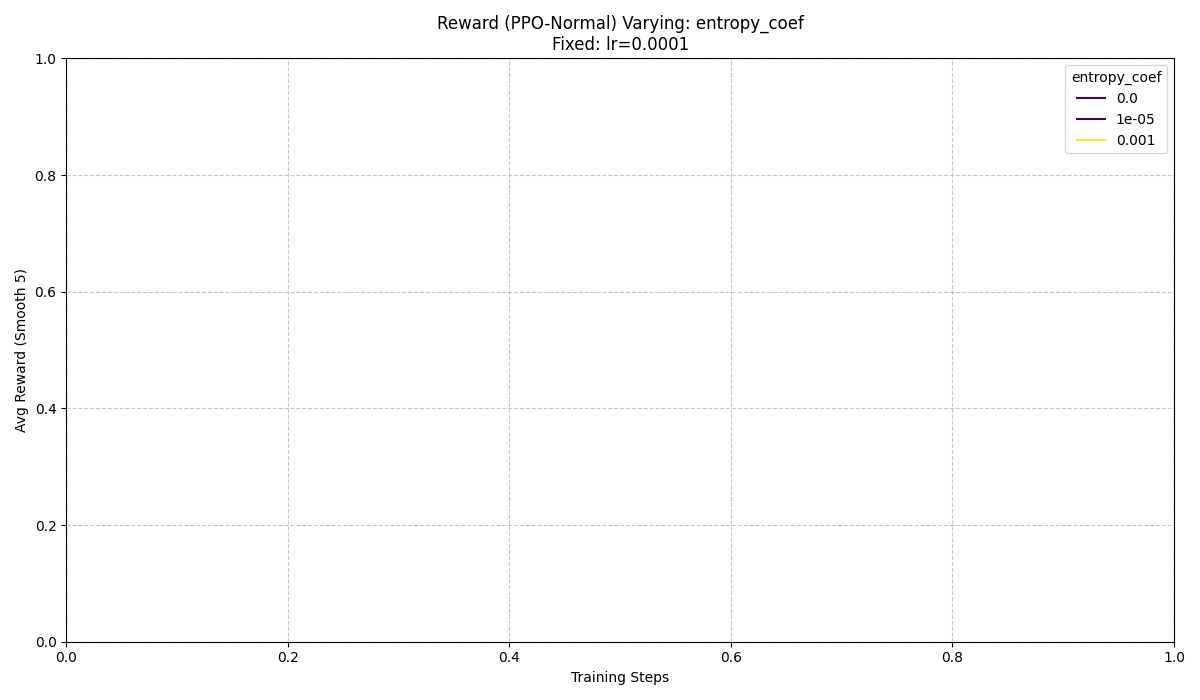 Reward (PPO-Normal) Varying: entropy_coef
Fixed: lr=0.0001
entropy_coef
0.0
1e-05
0.001
Avg Reward (Smooth 5)
1.0
0.8
0.6
0.4
0.2
0.0
0.0 0.2 0.4 0.6 0.8 1.0
Training Steps